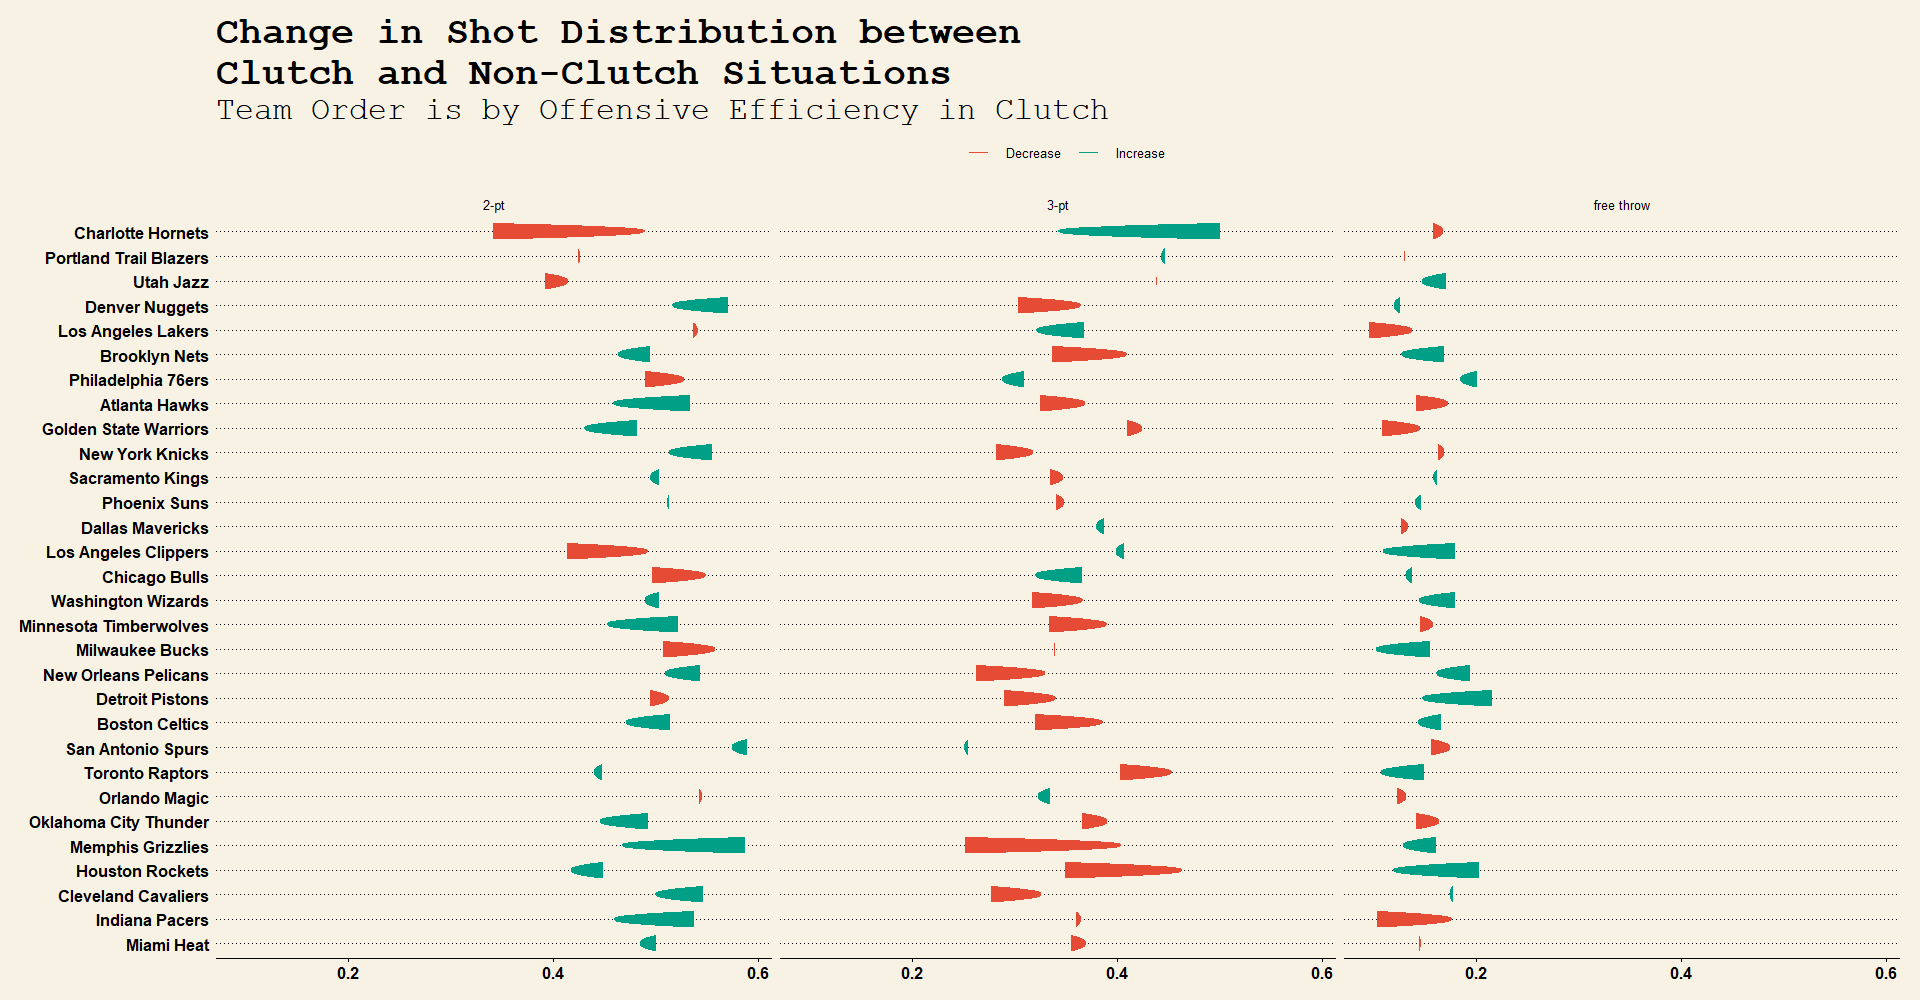 Change in Shot Distribution between
Clutch and Non-Clutch Situations
Team Order is by Offensive Efficiency in Clutch
Decrease Increase
2-pt 3-pt free throw
Charlotte Hornets
Portland Trail Blazers
Utah Jazz
Denver Nuggets
Los Angeles Lakers
Brooklyn Nets
Philadelphia 76ers
Atlanta Hawks
Golden State Warriors
New York Knicks
Sacramento Kings
Phoenix Suns
Dallas Mavericks
Los Angeles Clippers
Chicago Bulls
Washington Wizards
Minnesota Timberwolves
Milwaukee Bucks
New Orleans Pelicans
Detroit Pistons
Boston Celtics
San Antonio Spurs
Toronto Raptors
Orlando Magic
Oklahoma City Thunder
Memphis Grizzlies
Houston Rockets
Cleveland Cavaliers
Indiana Pacers
Miami Heat
0.2 0.4 0.6 0.2 0.4 0.6 0.2 0.4 0.6